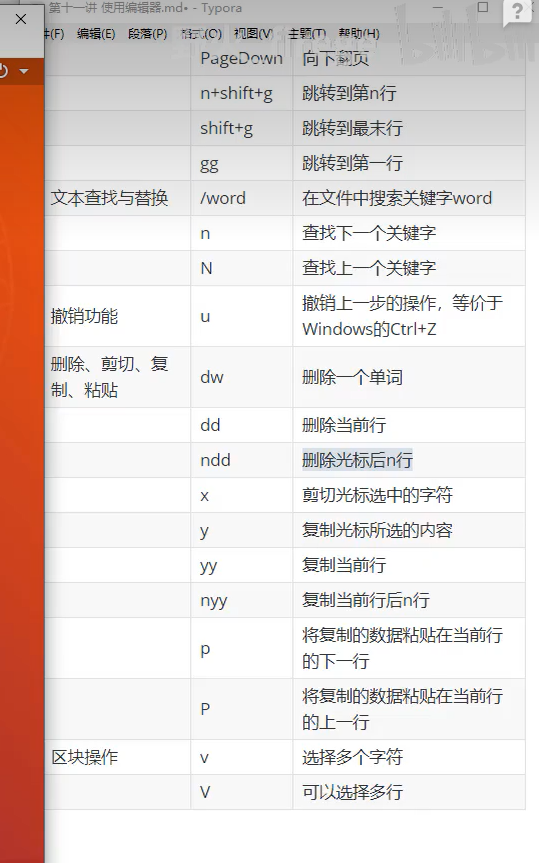 第十一讲 使用编辑器.md• - Typora
编辑(E) 段落(P) 视图(V) 主题(T) 帮助(H)
PageDown 向下翻页
n+shift+g 跳转到第n行
shift+g 跳转到最末行
gg 跳转到第一行
文本查找与替换 /word 在文件中搜索关键字word
n 查找下一个关键字
N 查找上一个关键字
撤销功能 u 撤销上一步的操作，等价于
Windows的Ctrl+Z
删除、剪切、复
制、粘贴 dw 删除一个单词
dd 删除当前行
ndd 删除光标后n行
x 剪切光标选中的字符
y 复制光标所选的内容
yy 复制当前行
nyy 复制当前行后n行
p 将复制的数据粘贴在当前行
的下一行
P 将复制的数据粘贴在当前行
的上一行
区块操作 v 选择多个字符
V 可以选择多行